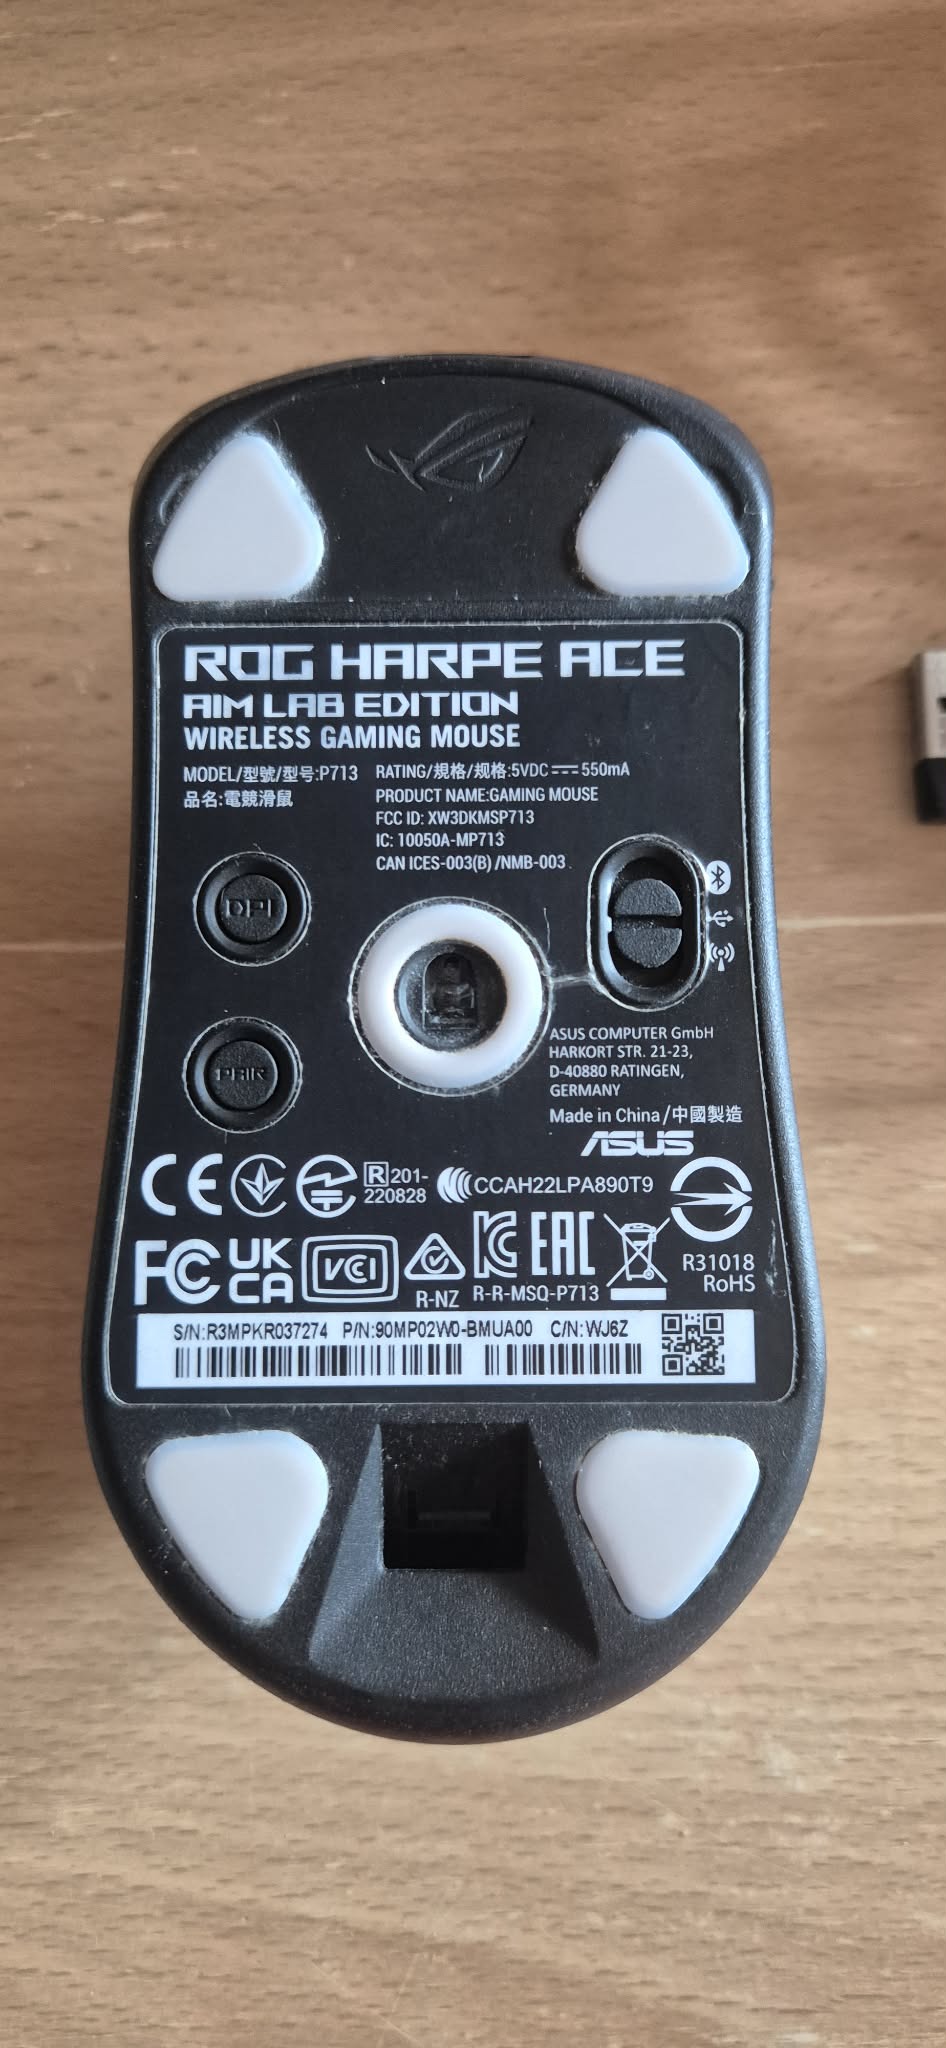 ROG HARPE ACE
AIM LAB EDITION
WIRELESS GAMING MOUSE
MODEL/型號/型号:P713
品名:電競滑鼠
RATING/規格/规格:5VDC⎓550mA
PRODUCT NAME:GAMING MOUSE
FCC ID: XW3DKMSP713
IC: 10050A-MP713
CAN ICES-003(B) /NMB-003
DPI
PAIR
ASUS COMPUTER GmbH
HARKORT STR. 21-23,
D-40880 RATINGEN,
GERMANY
Made in China/中國製造
ASUS
CE
R 201-
220828
CCAH22LPA890T9
FC
UK
CA
VCI
R-NZ
KC
EAC
R-R-MSQ-P713
R31018
RoHS
S/N:R3MPKR037274 P/N:90MP02W0-BMUA00 C/N:WJ6Z